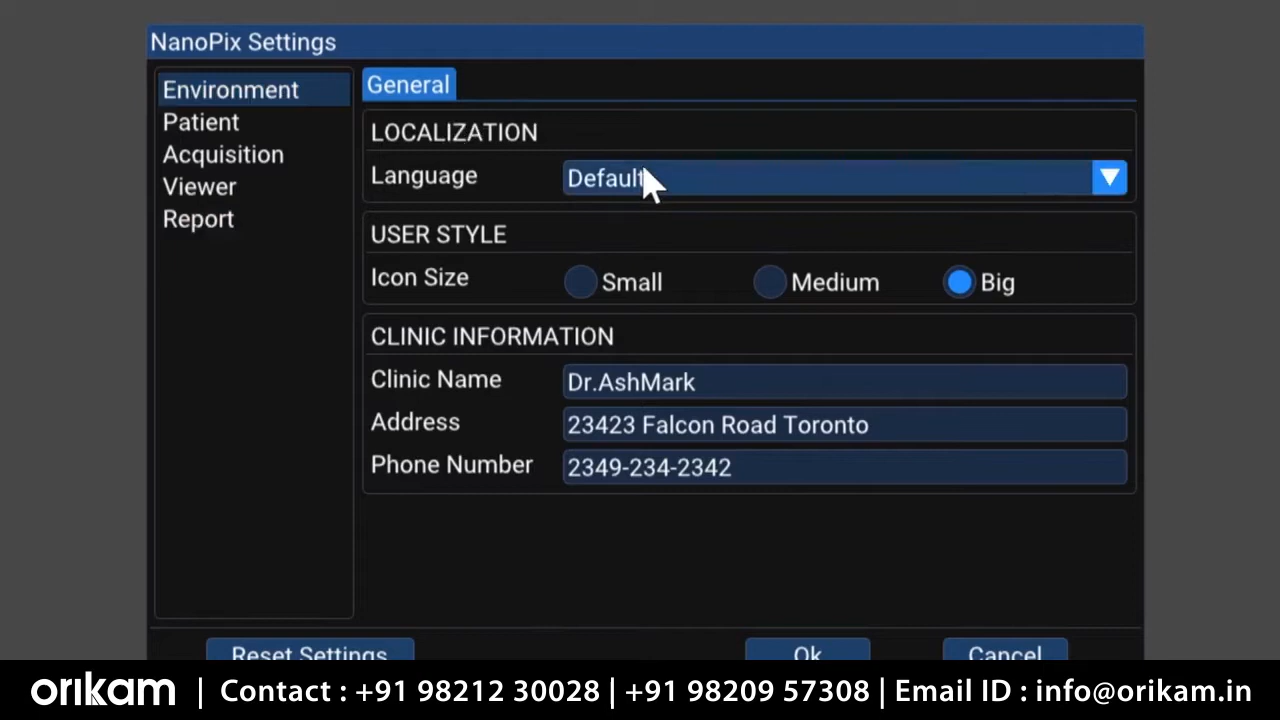 NanoPix Settings
Environment
Patient
Acquisition
Viewer
Report
General
LOCALIZATION
Language Default
USER STYLE
Icon Size Small Medium Big
CLINIC INFORMATION
Clinic Name Dr.AshMark
Address 23423 Falcon Road Toronto
Phone Number 2349-234-2342
Reset Settings Ok Cancel
orikam | Contact : +91 98212 30028 | +91 98209 57308 | Email ID : info@orikam.in